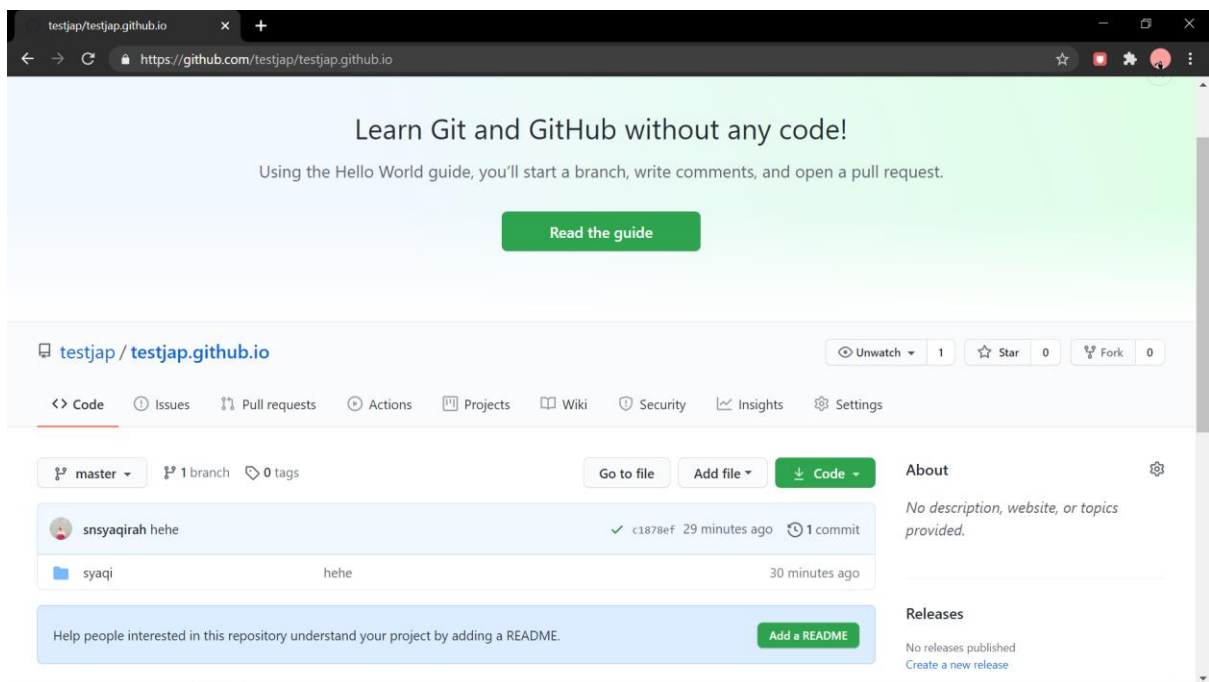 testjap/testjap.github.io
https://github.com/testjap/testjap.github.io
Learn Git and GitHub without any code!
Using the Hello World guide, you'll start a branch, write comments, and open a pull request.
Read the guide
testjap / testjap.github.io
Unwatch 1 Star 0 Fork 0
<> Code Issues Pull requests Actions Projects Wiki Security Insights Settings
master 1 branch 0 tags Go to file Add file Code
About
No description, website, or topics
provided.
snsyaqirah hehe c1878ef 29 minutes ago 1 commit
syaqi hehe 30 minutes ago
Help people interested in this repository understand your project by adding a README. Add a README
Releases
No releases published
Create a new release